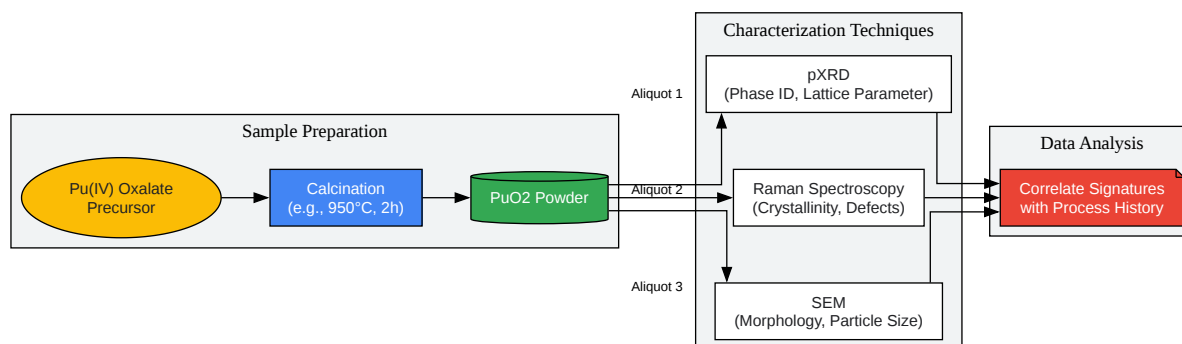 Sample Preparation
Pu(IV) Oxalate
Precursor
Calcination
(e.g., 950°C, 2h)
PuO2 Powder
Aliquot 1
Aliquot 2
Aliquot 3
Characterization Techniques
pXRD
(Phase ID, Lattice Parameter)
Raman Spectroscopy
(Crystallinity, Defects)
SEM
(Morphology, Particle Size)
Data Analysis
Correlate Signatures
with Process History